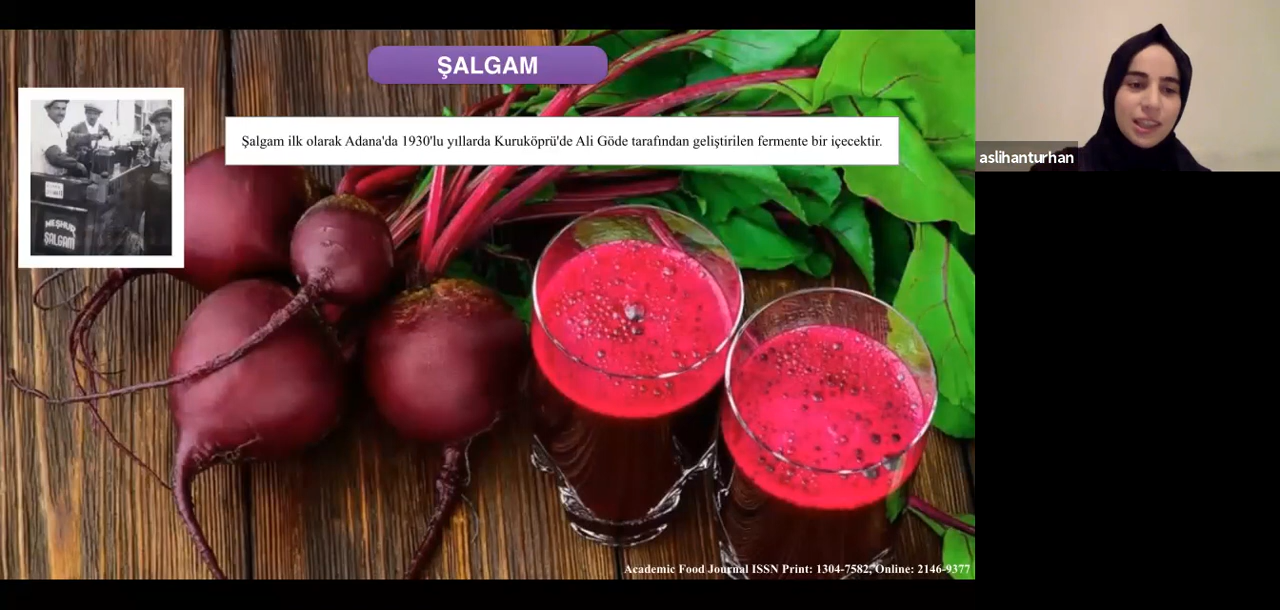 ŞALGAM
Şalgam ilk olarak Adana'da 1930'lu yıllarda Kuruköprü'de Ali Göde tarafından geliştirilen fermente bir içecektir.
MEŞHUR
ŞALGAM
aslihanturhan
Academic Food Journal ISSN Print: 1304-7582, Online: 2146-9377